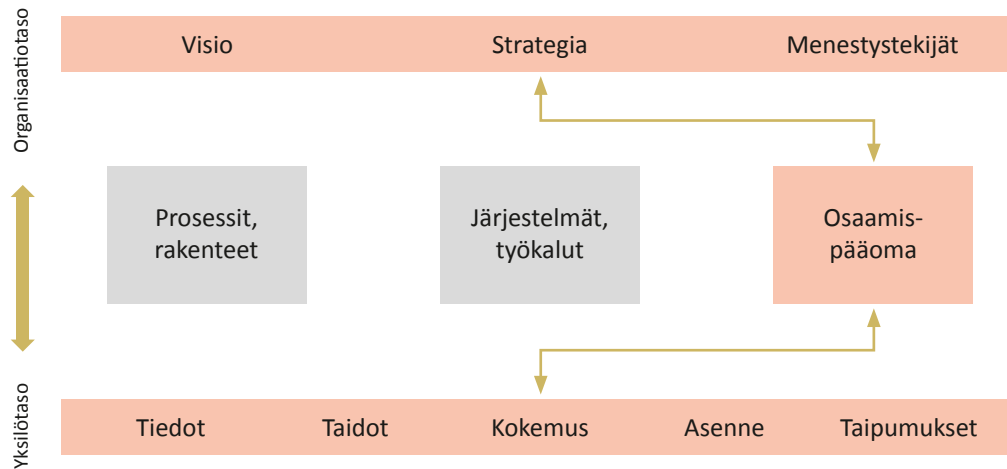 Organisaatiotaso
Visio
Strategia
Menestystekijät
Prosessit,
rakenteet
Järjestelmät,
työkalut
Osaamis-
pääoma
Yksilötaso
Tiedot
Taidot
Kokemus
Asenne
Taipumukset